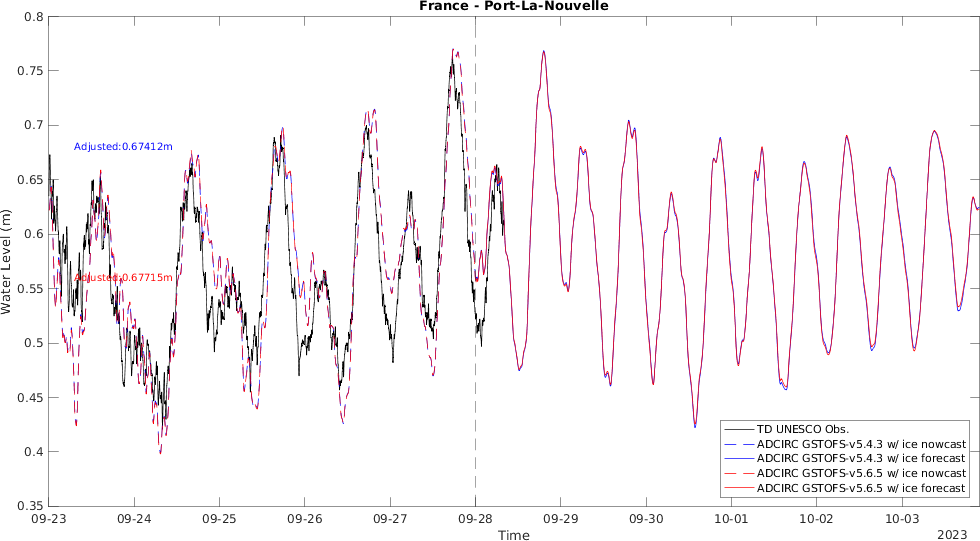 France - Port-La-Nouvelle
0.8
0.75
0.7
0.65
0.6
0.55
0.5
0.45
0.4
0.35
Water Level (m)
Adjusted:0.67412m
Adjusted:0.67715m
TD UNESCO Obs.
ADCIRC GSTOFS-v5.4.3 w/ ice nowcast
ADCIRC GSTOFS-v5.4.3 w/ ice forecast
ADCIRC GSTOFS-v5.6.5 w/ ice nowcast
ADCIRC GSTOFS-v5.6.5 w/ ice forecast
09-23 09-24 09-25 09-26 09-27 09-28 09-29 09-30 10-01 10-02 10-03
Time
2023